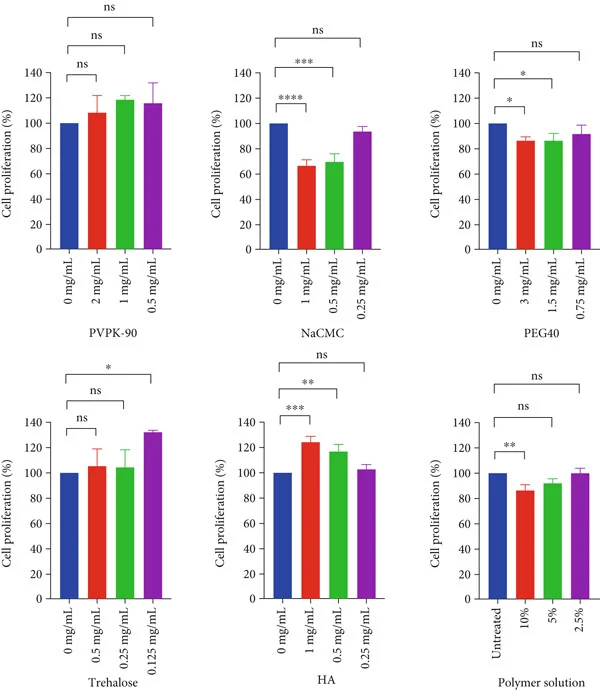 ns
ns
ns
140
120
100
80
60
40
20
0
Cell proliferation (%)
0 mg/mL
2 mg/mL
1 mg/mL
0.5 mg/mL
PVPK-90
ns
***
****
140
120
100
80
60
40
20
0
Cell proliferation (%)
0 mg/mL
1 mg/mL
0.5 mg/mL
0.25 mg/mL
NaCMC
ns
*
*
140
120
100
80
60
40
20
0
Cell proliferation (%)
0 mg/mL
3 mg/mL
1.5 mg/mL
0.75 mg/mL
PEG40
*
ns
ns
140
120
100
80
60
40
20
0
Cell proliferation (%)
0 mg/mL
0.5 mg/mL
0.25 mg/mL
0.125 mg/mL
Trehalose
ns
**
***
140
120
100
80
60
40
20
0
Cell proliferation (%)
0 mg/mL
1 mg/mL
0.5 mg/mL
0.25 mg/mL
HA
ns
ns
**
140
120
100
80
60
40
20
0
Cell proliferation (%)
Untreated
10%
5%
2.5%
Polymer solution